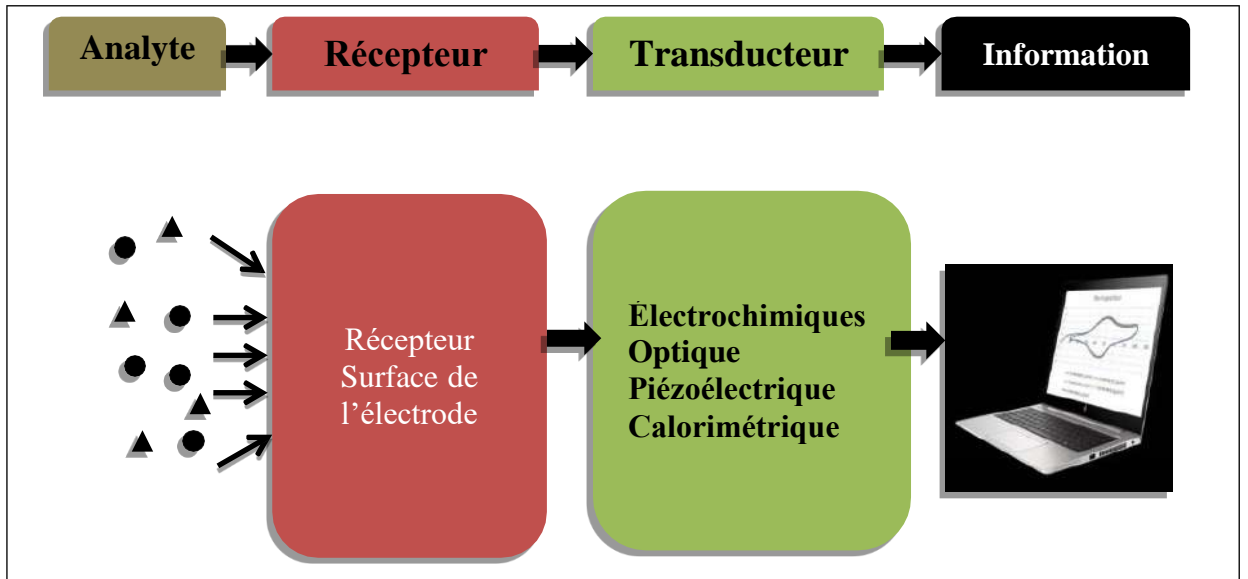 Analyte
Récepteur
Transducteur
Information
Récepteur
Surface de
l’électrode
Électrochimiques
Optique
Piézoélectrique
Calorimétrique